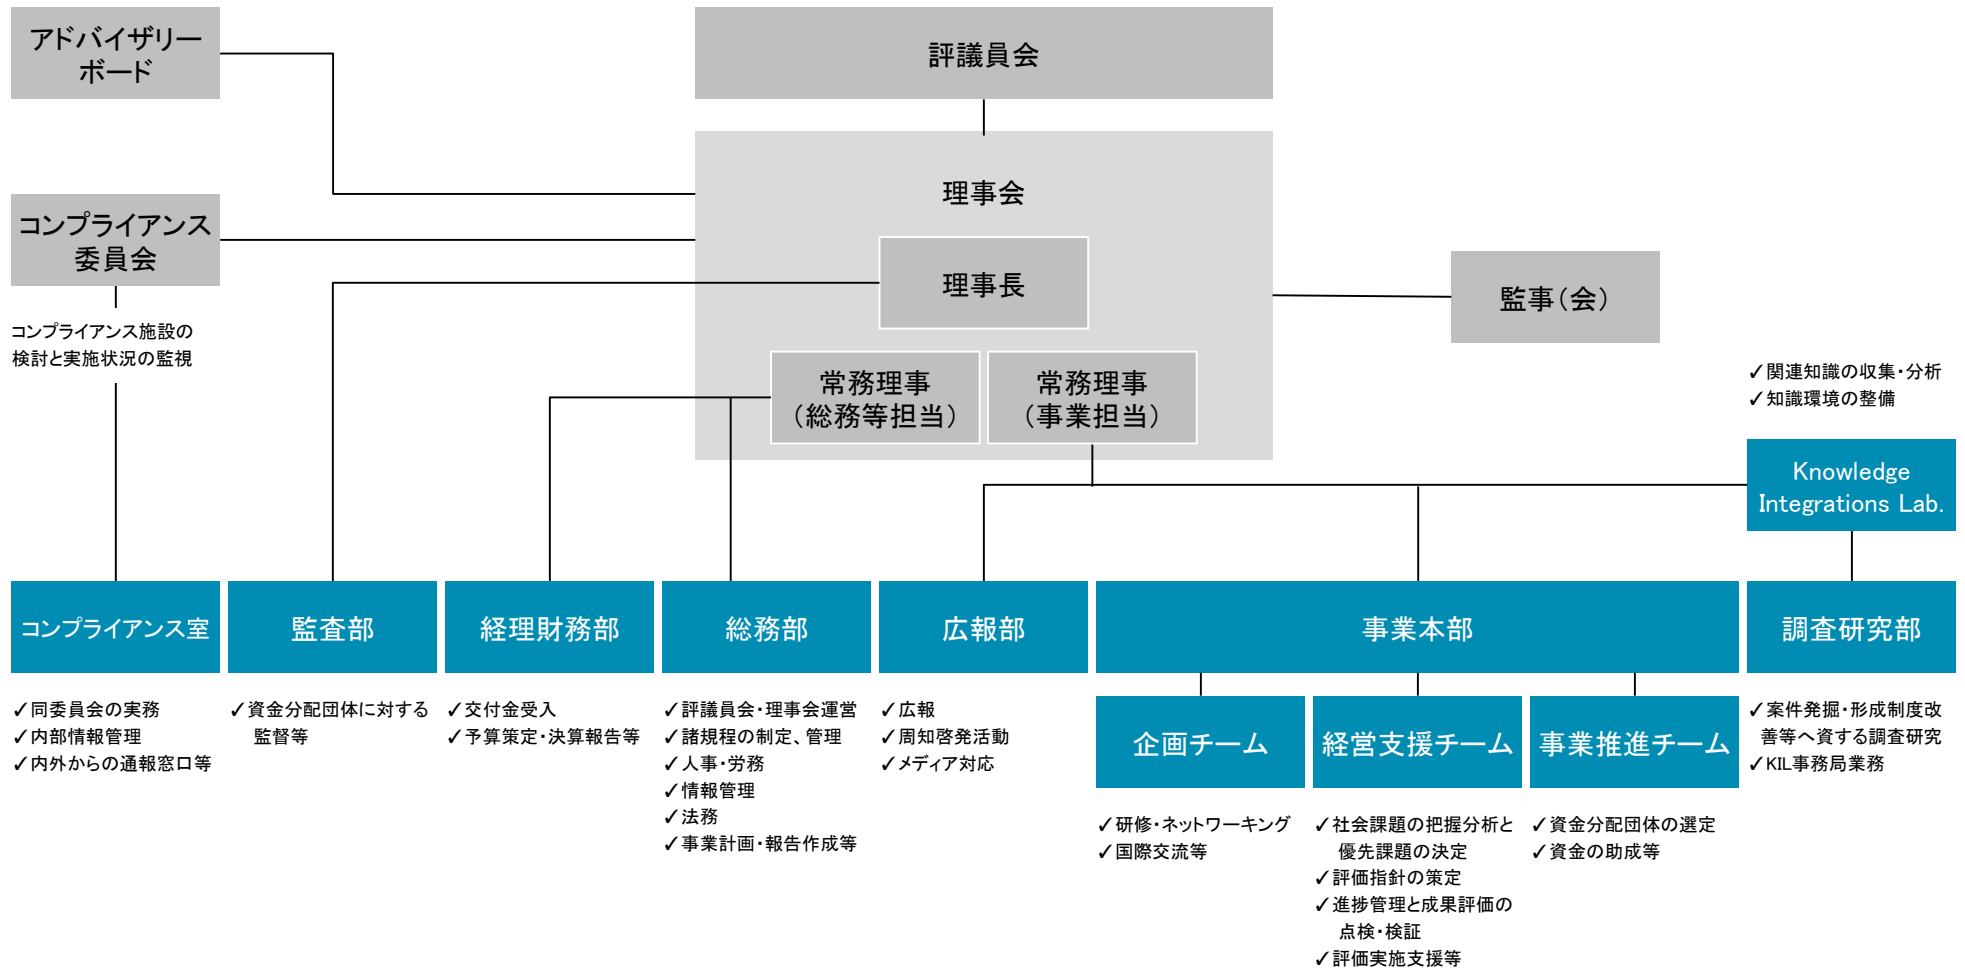 アドバイザリー
ボード
評議員会
理事会
コンプライアンス
委員会
理事長
監事(会)
コンプライアンス施設の
検討と実施状況の監視
常務理事
(総務等担当)
常務理事
(事業担当)
✓関連知識の収集・分析
✓知識環境の整備
Knowledge
Integrations Lab.
コンプライアンス室
監査部
経理財務部
総務部
広報部
事業本部
調査研究部
✓同委員会の実務
✓内部情報管理
✓内外からの通報窓口等
✓資金分配団体に対する
監督等
✓交付金受入
✓予算策定・決算報告等
✓評議員会・理事会運営
✓諸規程の制定、管理
✓人事・労務
✓情報管理
✓法務
✓事業計画・報告作成等
✓広報
✓周知啓発活動
✓メディア対応
企画チーム
経営支援チーム
事業推進チーム
✓案件発掘・形成制度改
善等へ資する調査研究
✓KIL事務局業務
✓研修・ネットワーキング
✓国際交流等
✓社会課題の把握分析と
優先課題の決定
✓評価指針の策定
✓進捗管理と成果評価の
点検・検証
✓評価実施支援等
✓資金分配団体の選定
✓資金の助成等